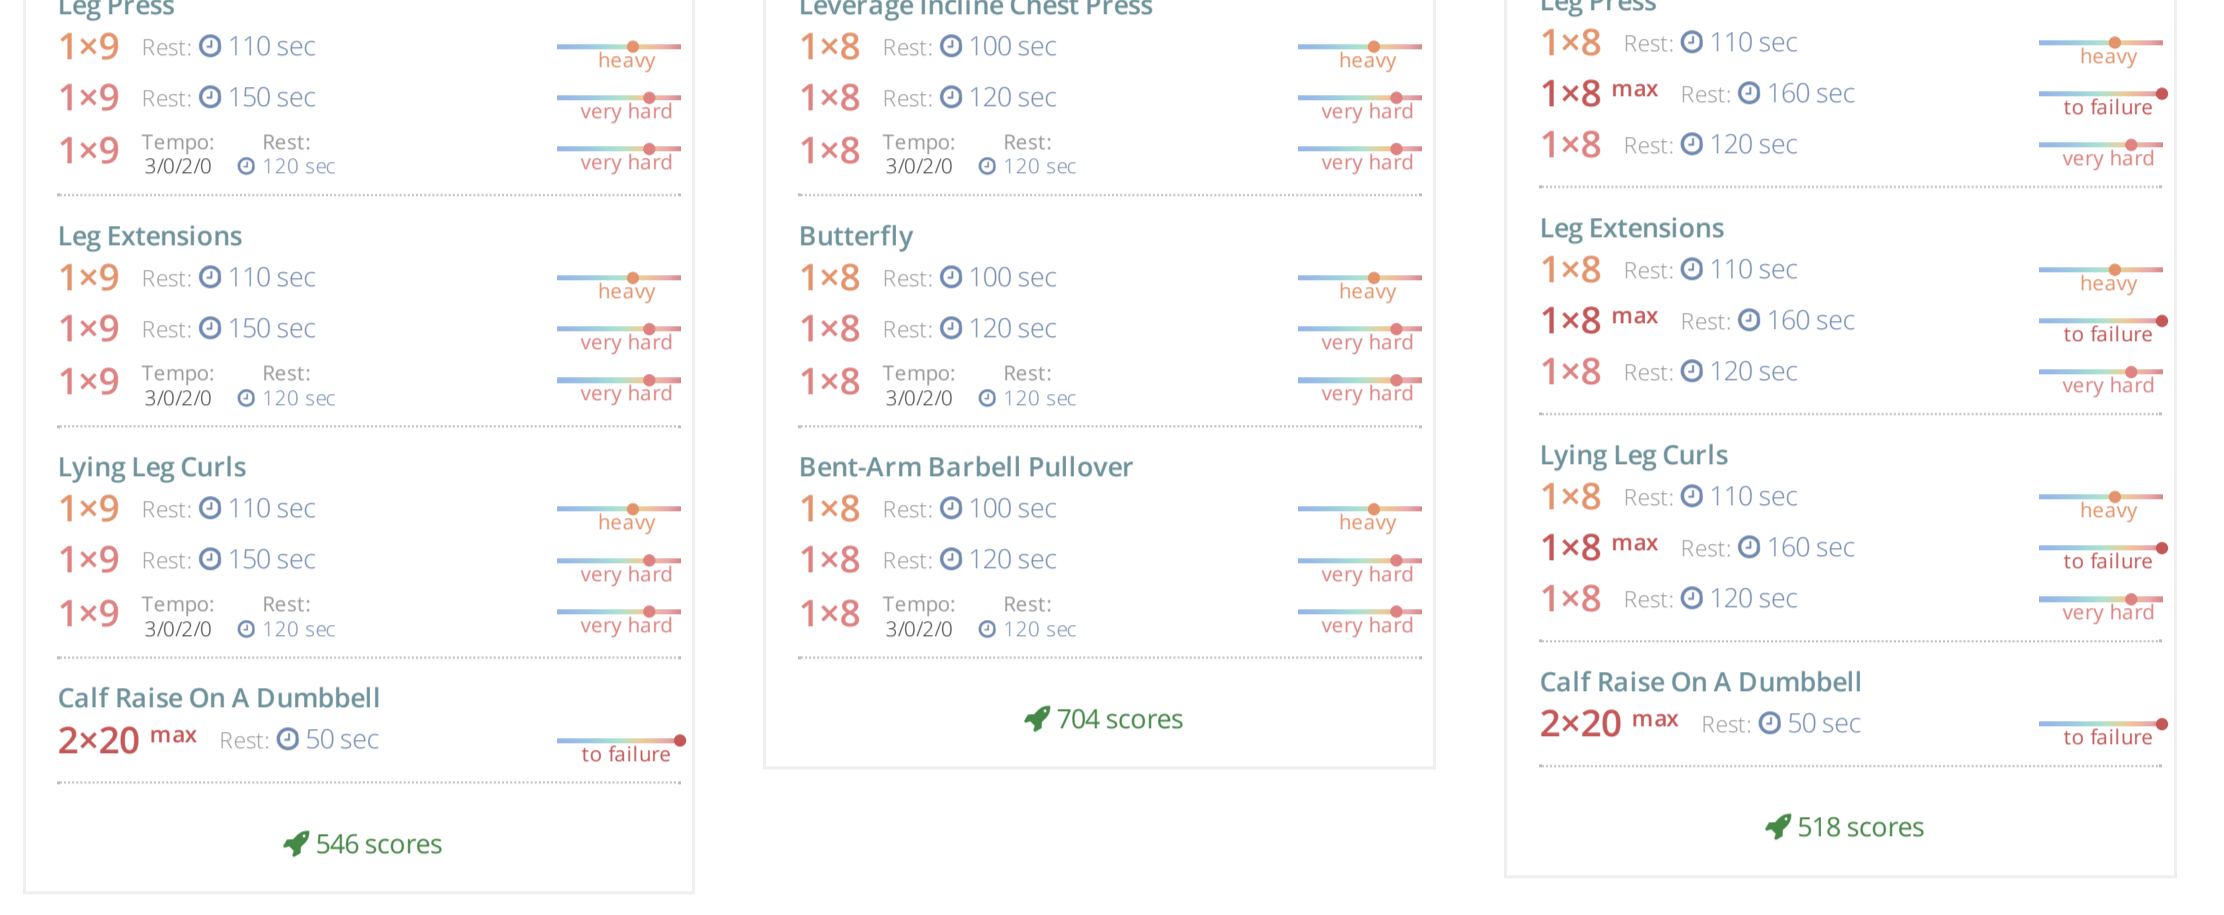 Leg Press
1×9 Rest: 110 sec heavy
1×9 Rest: 150 sec very hard
1×9 Tempo: 3/0/2/0 Rest: 120 sec very hard
Leg Extensions
1×9 Rest: 110 sec heavy
1×9 Rest: 150 sec very hard
1×9 Tempo: 3/0/2/0 Rest: 120 sec very hard
Lying Leg Curls
1×9 Rest: 110 sec heavy
1×9 Rest: 150 sec very hard
1×9 Tempo: 3/0/2/0 Rest: 120 sec very hard
Calf Raise On A Dumbbell
2×20 max Rest: 50 sec to failure
546 scores
Leverage Incline Chest Press
1×8 Rest: 100 sec heavy
1×8 Rest: 120 sec very hard
1×8 Tempo: 3/0/2/0 Rest: 120 sec very hard
Butterfly
1×8 Rest: 100 sec heavy
1×8 Rest: 120 sec very hard
1×8 Tempo: 3/0/2/0 Rest: 120 sec very hard
Bent-Arm Barbell Pullover
1×8 Rest: 100 sec heavy
1×8 Rest: 120 sec very hard
1×8 Tempo: 3/0/2/0 Rest: 120 sec very hard
704 scores
Leg Press
1×8 Rest: 110 sec heavy
1×8 max Rest: 160 sec to failure
1×8 Rest: 120 sec very hard
Leg Extensions
1×8 Rest: 110 sec heavy
1×8 max Rest: 160 sec to failure
1×8 Rest: 120 sec very hard
Lying Leg Curls
1×8 Rest: 110 sec heavy
1×8 max Rest: 160 sec to failure
1×8 Rest: 120 sec very hard
Calf Raise On A Dumbbell
2×20 max Rest: 50 sec to failure
518 scores